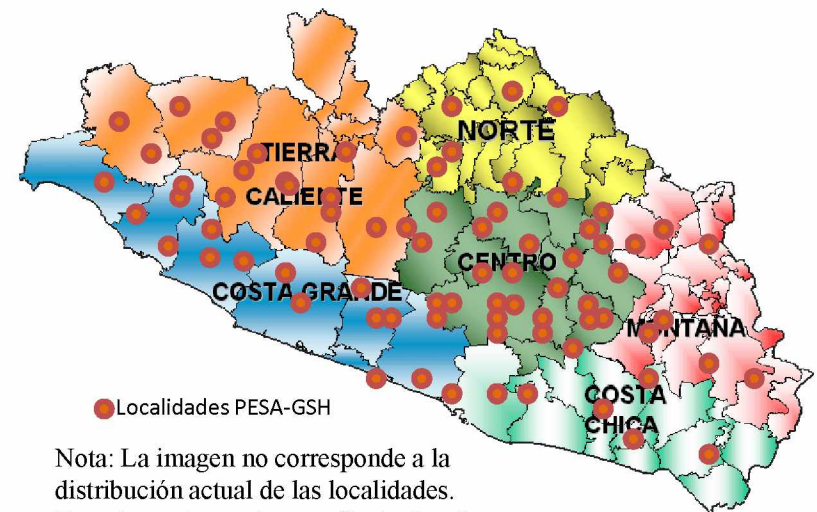 NORTE
TIERRA
CALIENTE
CENTRO
COSTA GRANDE
MONTAÑA
COSTA
CHICA
Localidades PESA-GSH
Nota: La imagen no corresponde a la
distribución actual de las localidades.